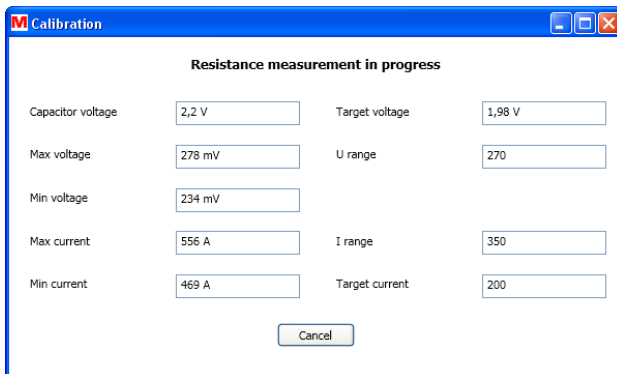 M Calibration
Resistance measurement in progress
Capacitor voltage 2,2 V Target voltage 1,98 V
Max voltage 278 mV U range 270
Min voltage 234 mV
Max current 556 A I range 350
Min current 469 A Target current 200
Cancel